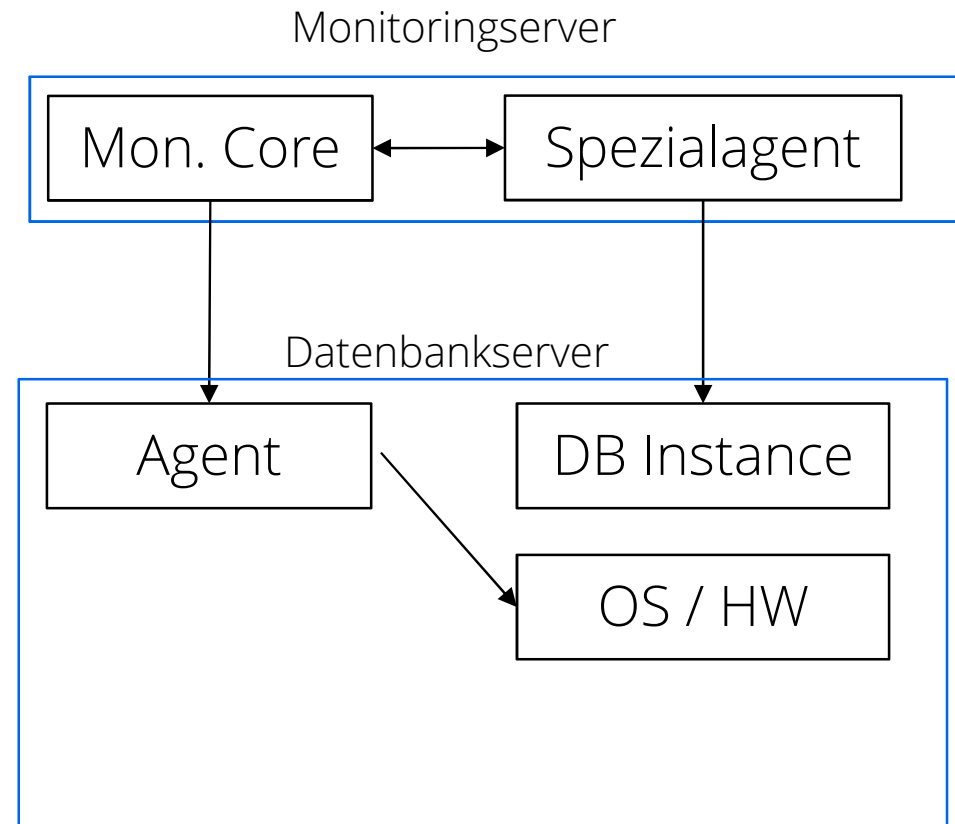 Monitoringserver
Mon. Core
Spezialagent
Datenbankserver
Agent
DB Instance
OS / HW